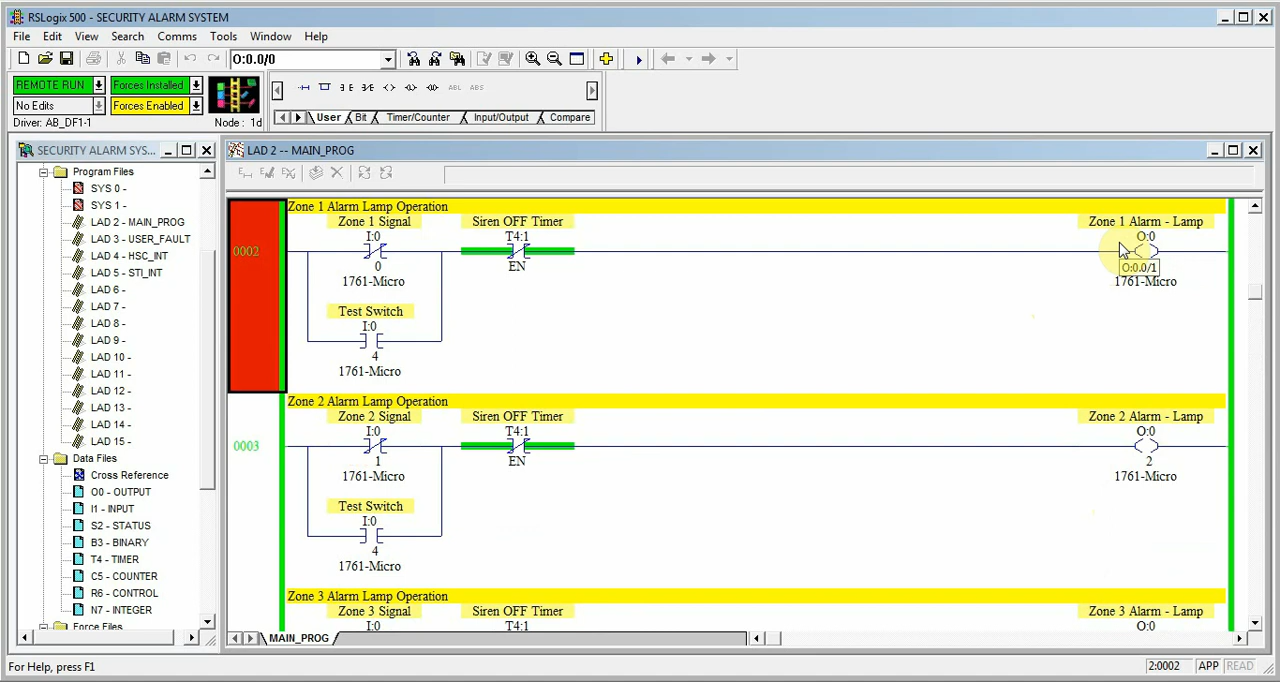 RSLogix 500 - SECURITY ALARM SYSTEM
File Edit View Search Comms Tools Window Help
O:0.0/0
REMOTE RUN Forces Installed
No Edits Forces Enabled
Driver: AB_DF1-1 Node : 1d
ABL ABS
User Bit Timer/Counter Input/Output Compare
SECURITY ALARM SYS...
Program Files
SYS 0 -
SYS 1 -
LAD 2 - MAIN_PROG
LAD 3 - USER_FAULT
LAD 4 - HSC_INT
LAD 5 - STI_INT
LAD 6 -
LAD 7 -
LAD 8 -
LAD 9 -
LAD 10 -
LAD 11 -
LAD 12 -
LAD 13 -
LAD 14 -
LAD 15 -
Data Files
Cross Reference
O0 - OUTPUT
I1 - INPUT
S2 - STATUS
B3 - BINARY
T4 - TIMER
C5 - COUNTER
R6 - CONTROL
N7 - INTEGER
Force Files
LAD 2 -- MAIN_PROG
Zone 1 Alarm Lamp Operation
Zone 1 Signal Siren OFF Timer Zone 1 Alarm - Lamp
I:0 T4:1 O:0
0002
0 EN O:0.0/1
1761-Micro 1761-Micro
Test Switch
I:0
4
1761-Micro
Zone 2 Alarm Lamp Operation
Zone 2 Signal Siren OFF Timer Zone 2 Alarm - Lamp
I:0 T4:1 O:0
0003
1 EN 2
1761-Micro 1761-Micro
Test Switch
I:0
4
1761-Micro
Zone 3 Alarm Lamp Operation
Zone 3 Signal Siren OFF Timer Zone 3 Alarm - Lamp
I:0 T4:1 O:0
MAIN_PROG
For Help, press F1
2:0002 APP READ